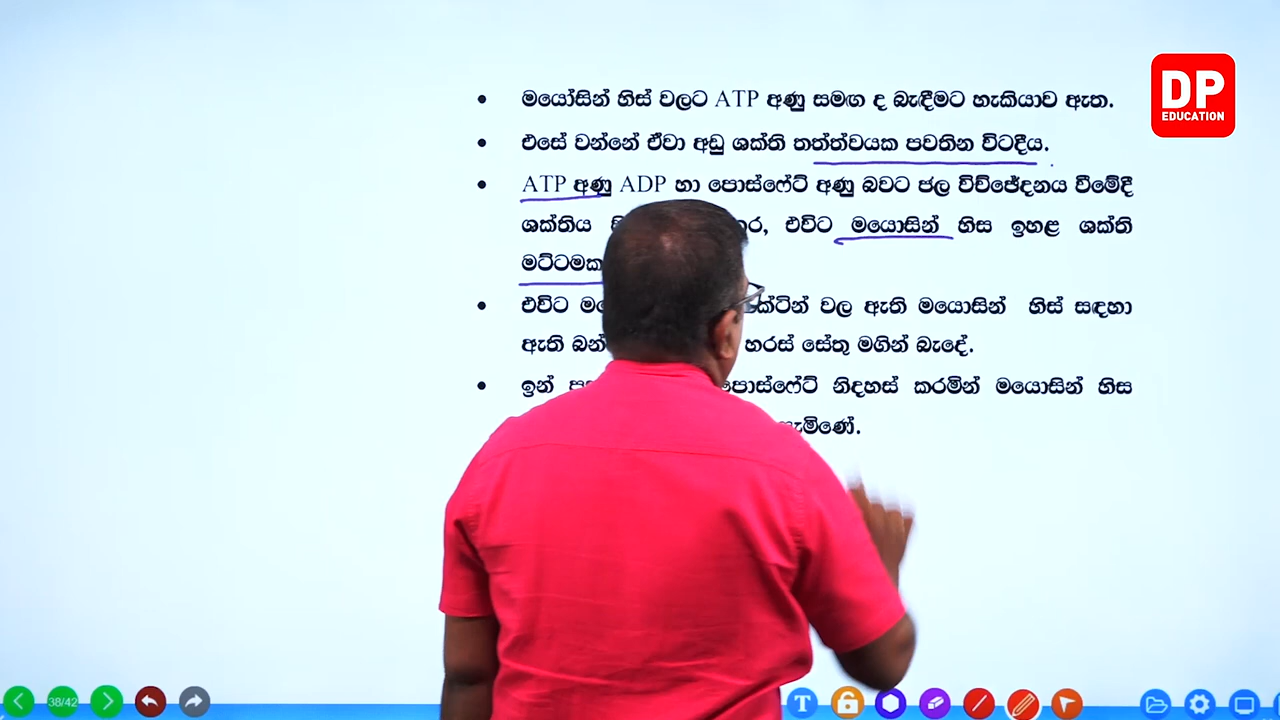 DP
EDUCATION
• මයෝසින් හිස් වලට ATP අණු සමඟ ද බැඳීමට හැකියාව ඇත.
• එසේ වන්නේ ඒවා අඩු ශක්ති තත්ත්වයක පවතින විටදීය.
• ATP අණු ADP හා පොස්ෆේට් අණු බවට ජල විච්ඡේදනය වීමේදී
ශක්තිය එවිට මයොසින් හිස ඉහළ ශක්ති
මට්ටමක
• එවිට වල ඇති මයොසින් හිස් සඳහා
ඇති හරස් සේතු මගින් බැඳේ.
• ඉන් පොස්ෆේට් නිදහස් කරමින් මයොසින් හිස
38/42
T